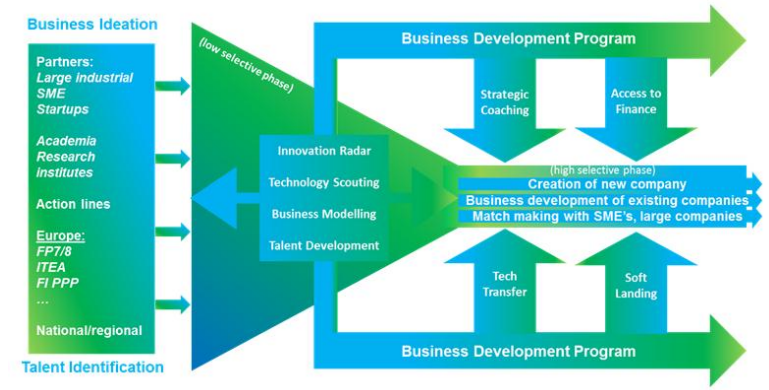 Business Ideation
Partners:
Large industrial
SME
Startups
Academia
Research
institutes
Action lines
Europe:
FP7/8
ITEA
FI PPP
...
National/regional
Talent Identification
(low selective phase)
Innovation Radar
Technology Scouting
Business Modelling
Talent Development
Business Development Program
Strategic
Coaching
Access to
Finance
(high selective phase)
Creation of new company
Business development of existing companies
Match making with SME's, large companies
Tech
Transfer
Soft
Landing
Business Development Program